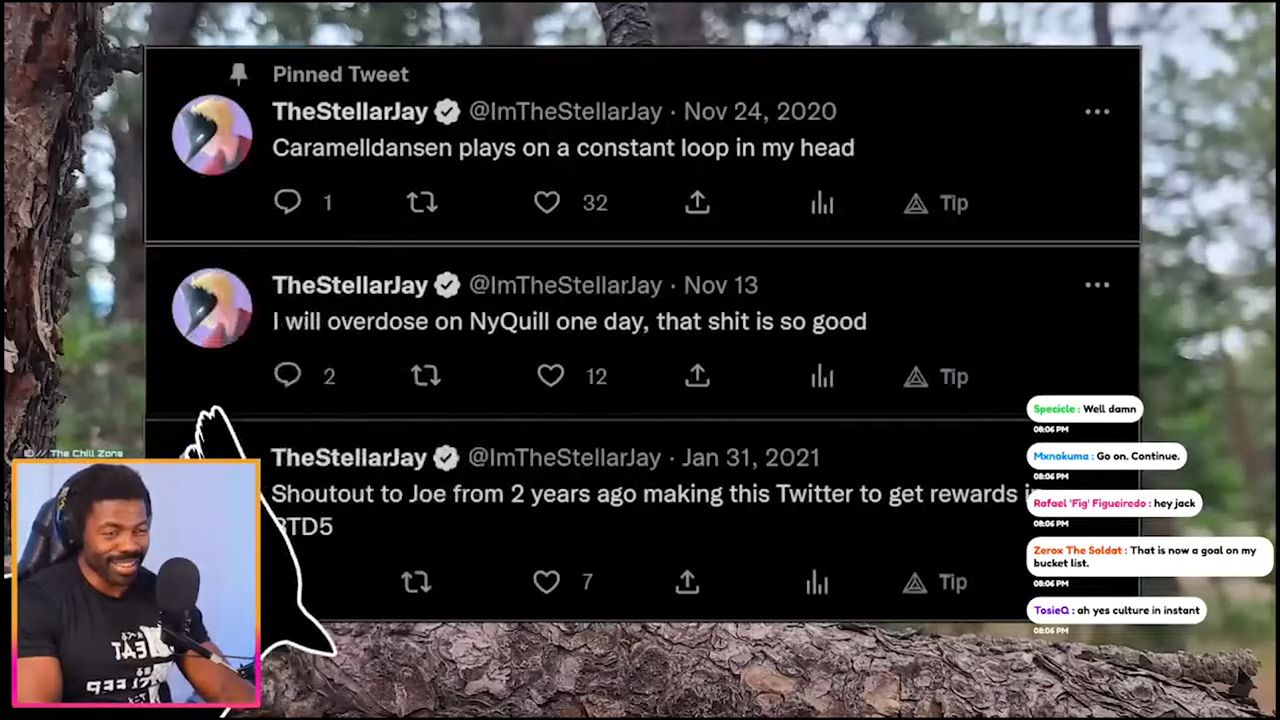 Pinned Tweet
TheStellarJay @ImTheStellarJay · Nov 24, 2020
Caramelldansen plays on a constant loop in my head
1 32 Tip
TheStellarJay @ImTheStellarJay · Nov 13
I will overdose on NyQuill one day, that shit is so good
2 12 Tip
TheStellarJay @ImTheStellarJay · Jan 31, 2021
Shoutout to Joe from 2 years ago making this Twitter to get rewards
BTD5
7 Tip
Specicle : Well damn
08:06 PM
Mxnokuma : Go on. Continue.
08:06 PM
Rafael 'Fig' Figueiredo : hey jack
08:06 PM
Zerox The Soldat : That is now a goal on my
bucket list.
08:06 PM
TosieQ : ah yes culture in instant
08:06 PM
// The Chill Zone